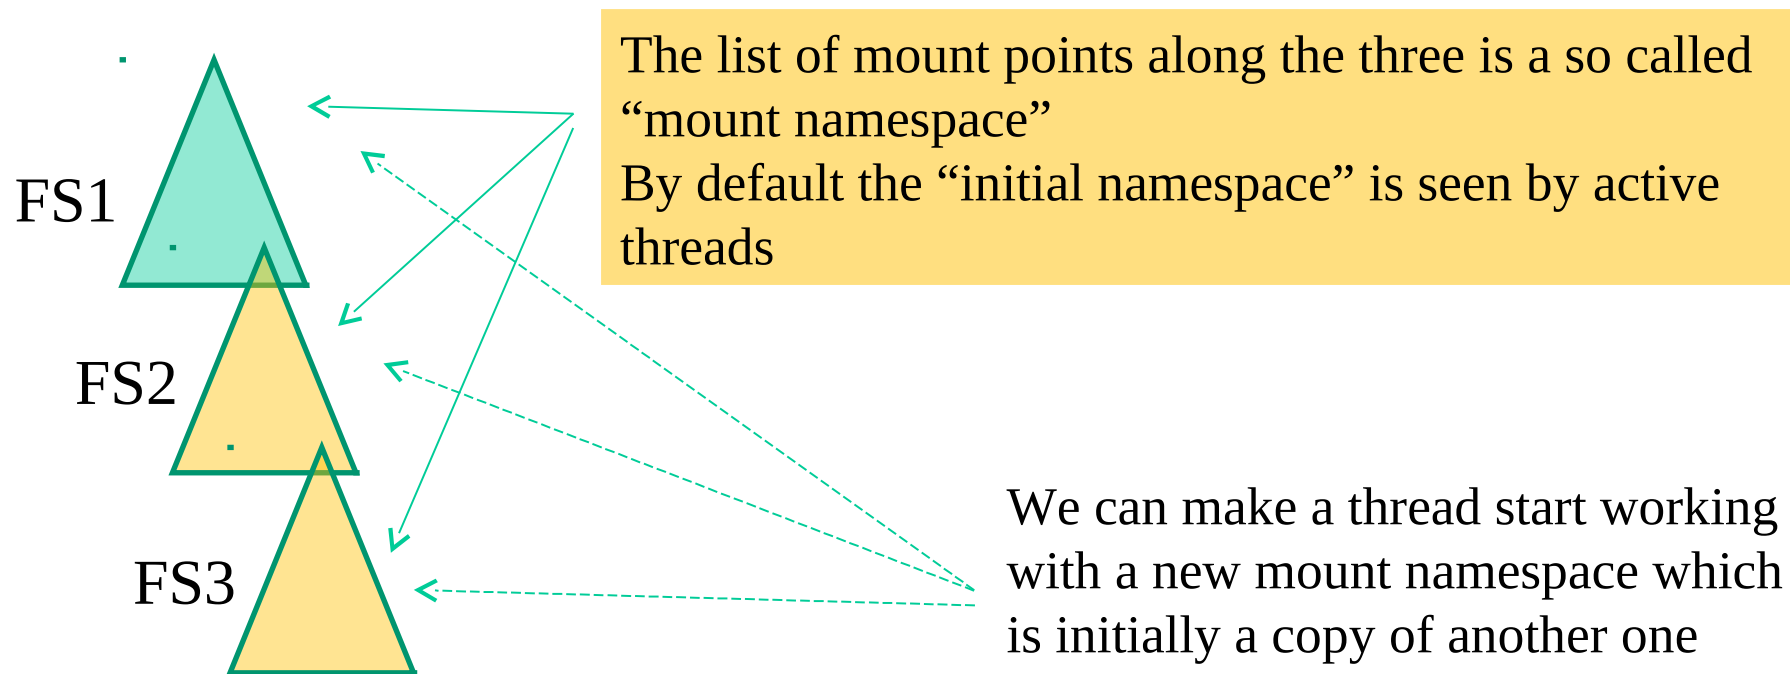 The list of mount points along the three is a so called
“mount namespace”
By default the “initial namespace” is seen by active
threads
FS1
FS2
FS3
We can make a thread start working
with a new mount namespace which
is initially a copy of another one